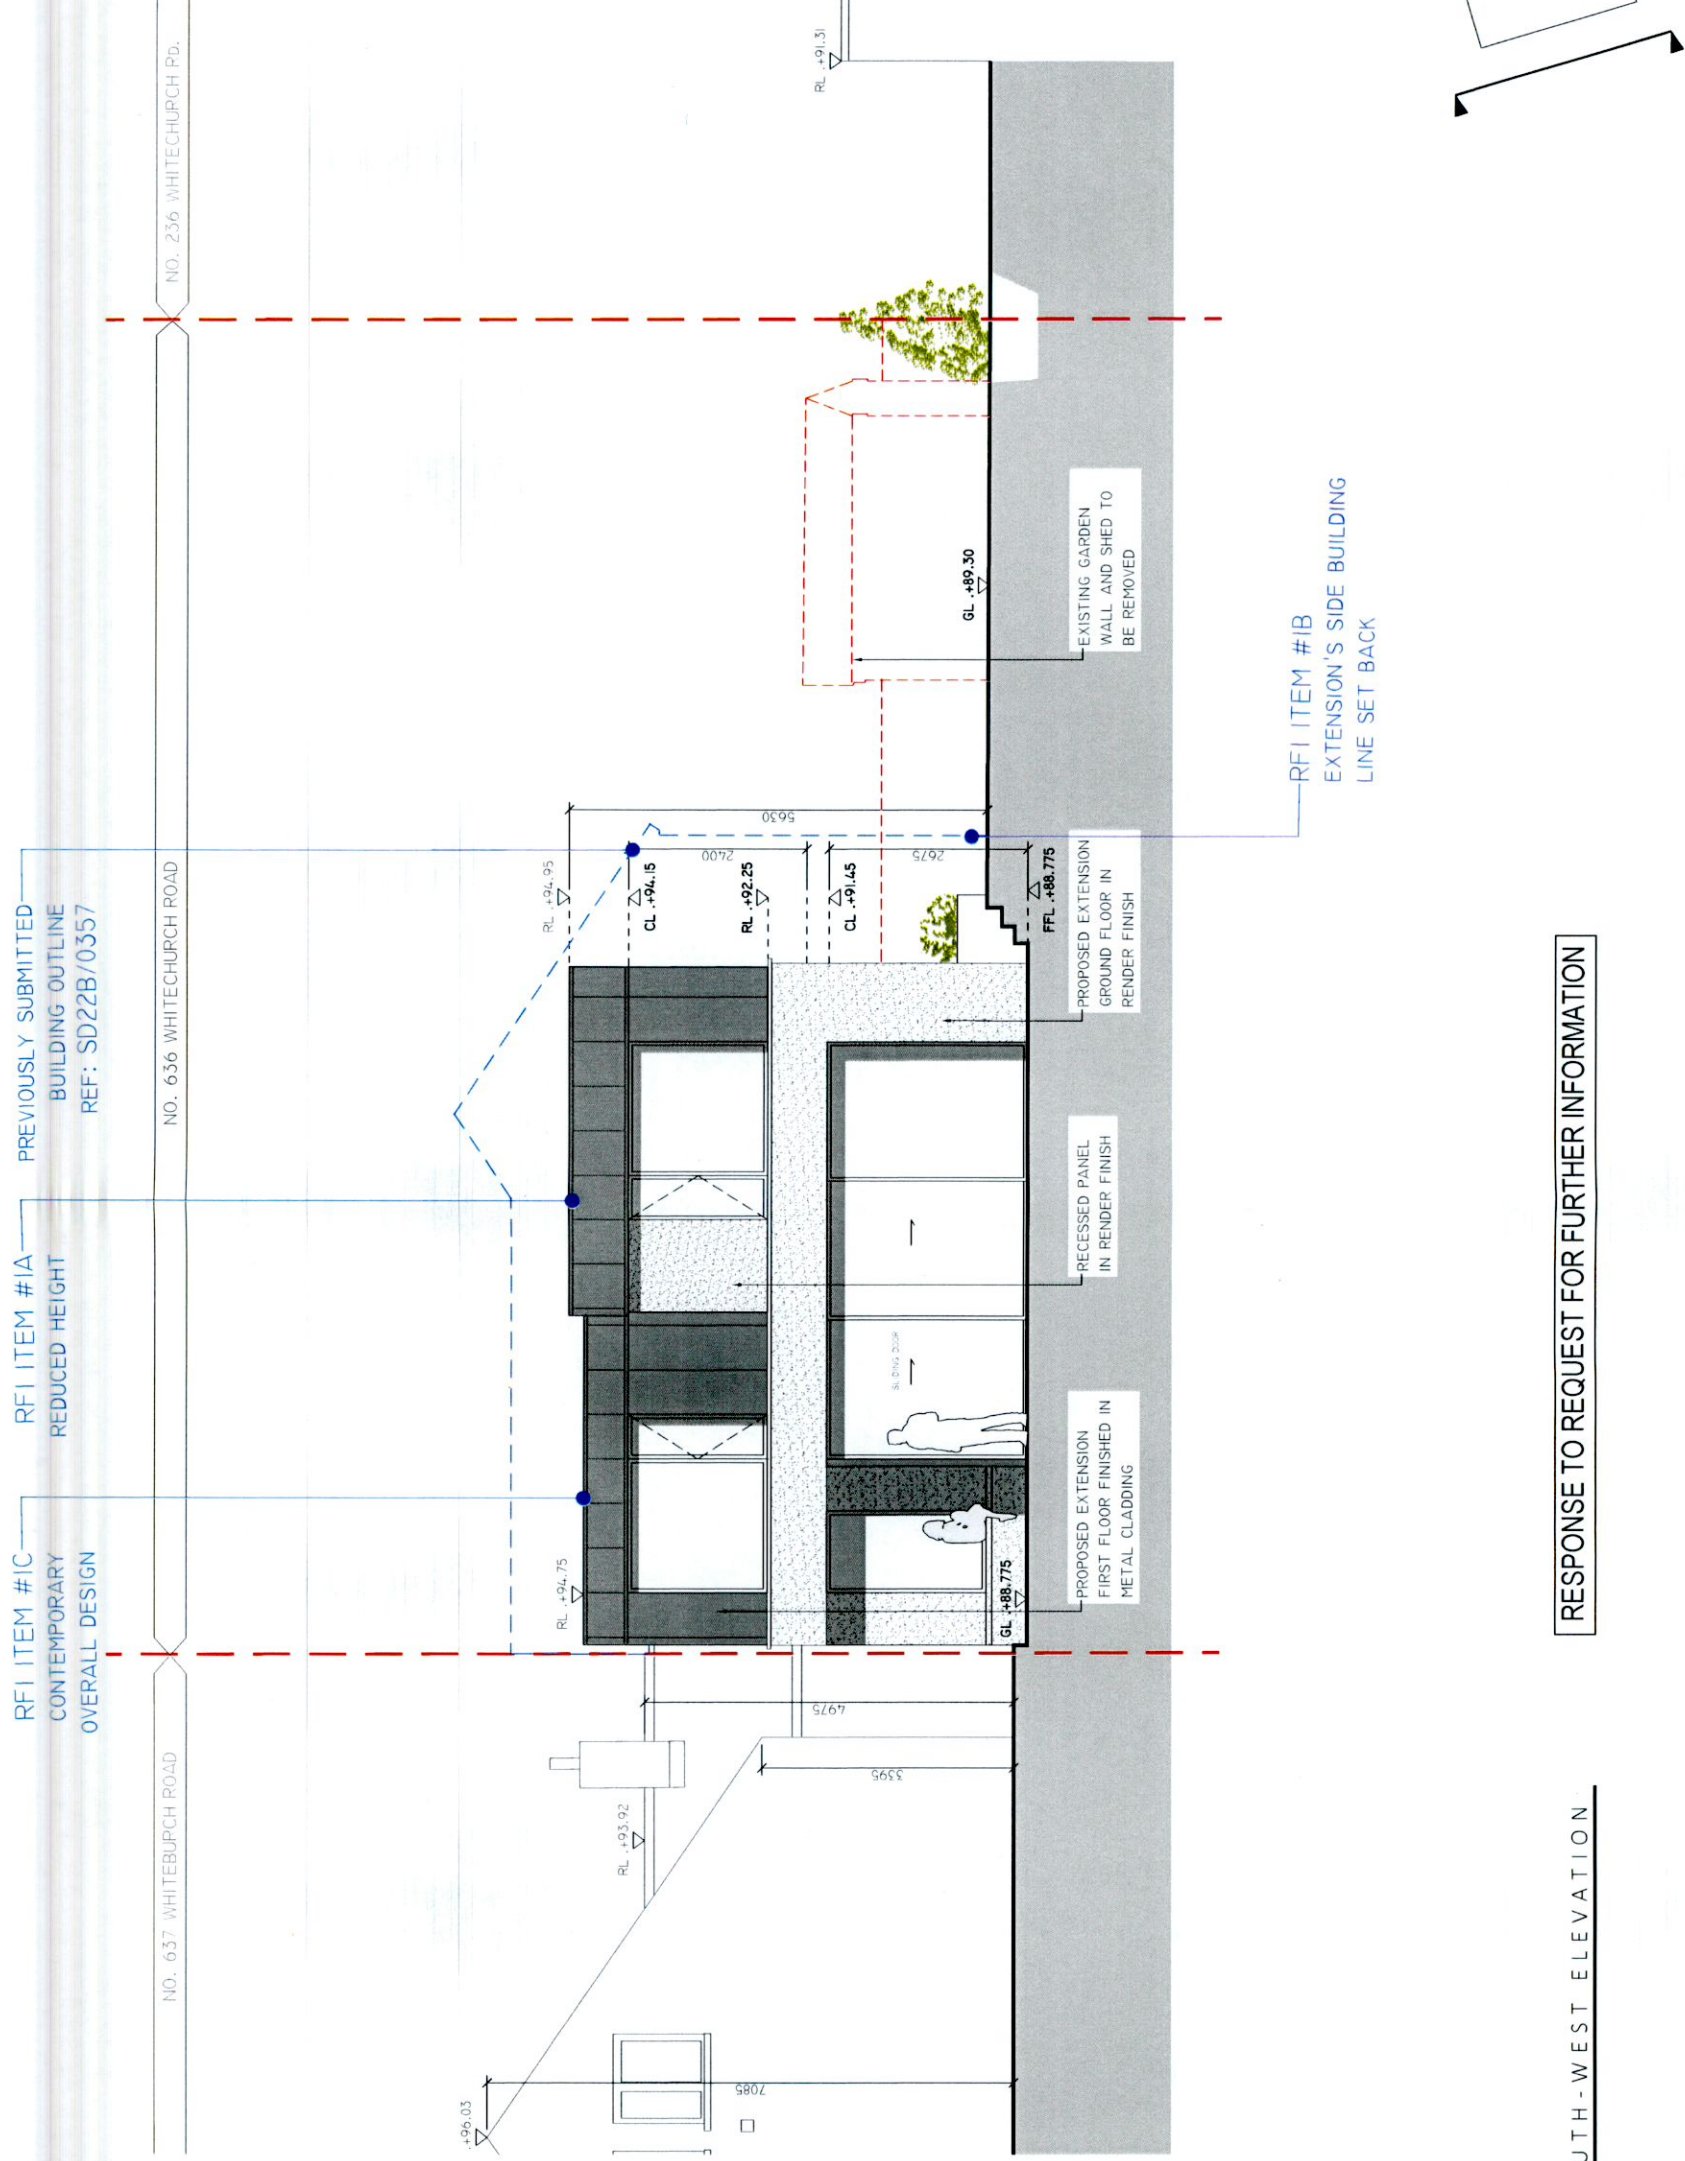 RFI ITEM #1C
CONTEMPORARY
OVERALL DESIGN
RFI ITEM #1A
REDUCED HEIGHT
PREVIOUSLY SUBMITTED
BUILDING OUTLINE
REF: SD22B/0357
NO. 637 WHITEBURCH ROAD
NO. 636 WHITECHURCH ROAD
NO. 236 WHITECHURCH RD.
.+96.03
7085
RL .+93.92
3395
4975
RL .+94.75
RL .+94.95
CL .+94.15
RL .+92.25
CL .+91.45
FFL .+88.775
5630
2400
2675
RL .+91.31
GL .+89.30
GL .+88.775
SLIDING DOOR
PROPOSED EXTENSION
FIRST FLOOR FINISHED IN
METAL CLADDING
RECESSED PANEL
IN RENDER FINISH
PROPOSED EXTENSION
GROUND FLOOR IN
RENDER FINISH
EXISTING GARDEN
WALL AND SHED TO
BE REMOVED
RFI ITEM #1B
EXTENSION'S SIDE BUILDING
LINE SET BACK
UTH-WEST ELEVATION
RESPONSE TO REQUEST FOR FURTHER INFORMATION